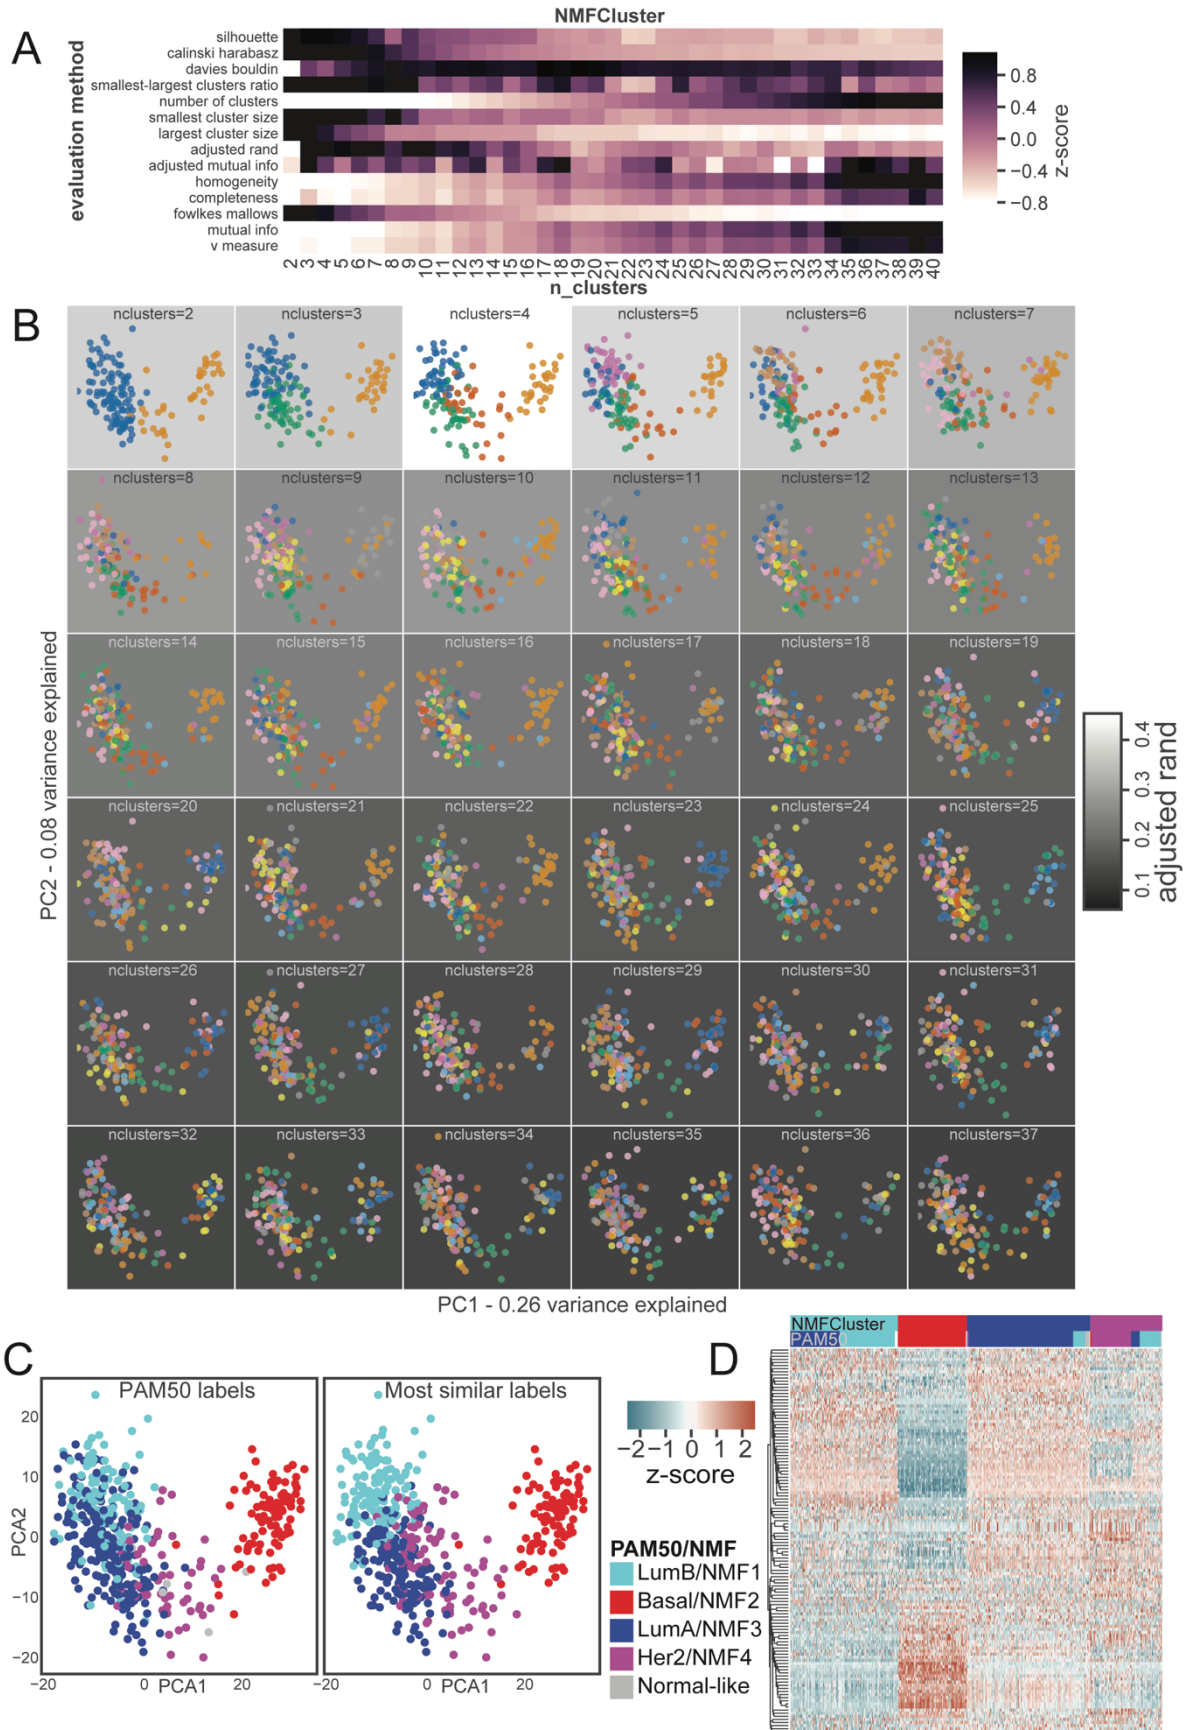 NMFCluster
A
evaluation method
silhouette
calinski harabasz
davies bouldin
smallest-largest clusters ratio
number of clusters
smallest cluster size
largest cluster size
adjusted rand
adjusted mutual info
homogeneity
completeness
fowlkes mallows
mutual info
v measure
2 3 4 5 6 7 8 9 10 11 12 13 14 15 16 17 18 19 20 21 22 23 24 25 26 27 28 29 30 31 32 33 34 35 36 37 38 39 40
n_clusters
0.8
0.4
0.0
−0.4
−0.8
z-score
B
nclusters=2 nclusters=3 nclusters=4 nclusters=5 nclusters=6 nclusters=7
nclusters=8 nclusters=9 nclusters=10 nclusters=11 nclusters=12 nclusters=13
nclusters=14 nclusters=15 nclusters=16 nclusters=17 nclusters=18 nclusters=19
nclusters=20 nclusters=21 nclusters=22 nclusters=23 nclusters=24 nclusters=25
nclusters=26 nclusters=27 nclusters=28 nclusters=29 nclusters=30 nclusters=31
nclusters=32 nclusters=33 nclusters=34 nclusters=35 nclusters=36 nclusters=37
PC2 - 0.08 variance explained
PC1 - 0.26 variance explained
0.4
0.3
0.2
0.1
adjusted rand
C
PAM50 labels
Most similar labels
20
10
0
−10
−20
PCA2
−20 0 PCA1 20
−20 0 PCA1 20
−2 −1 0 1 2
z-score
PAM50/NMF
LumB/NMF1
Basal/NMF2
LumA/NMF3
Her2/NMF4
Normal-like
D
NMFCluster
PAM50